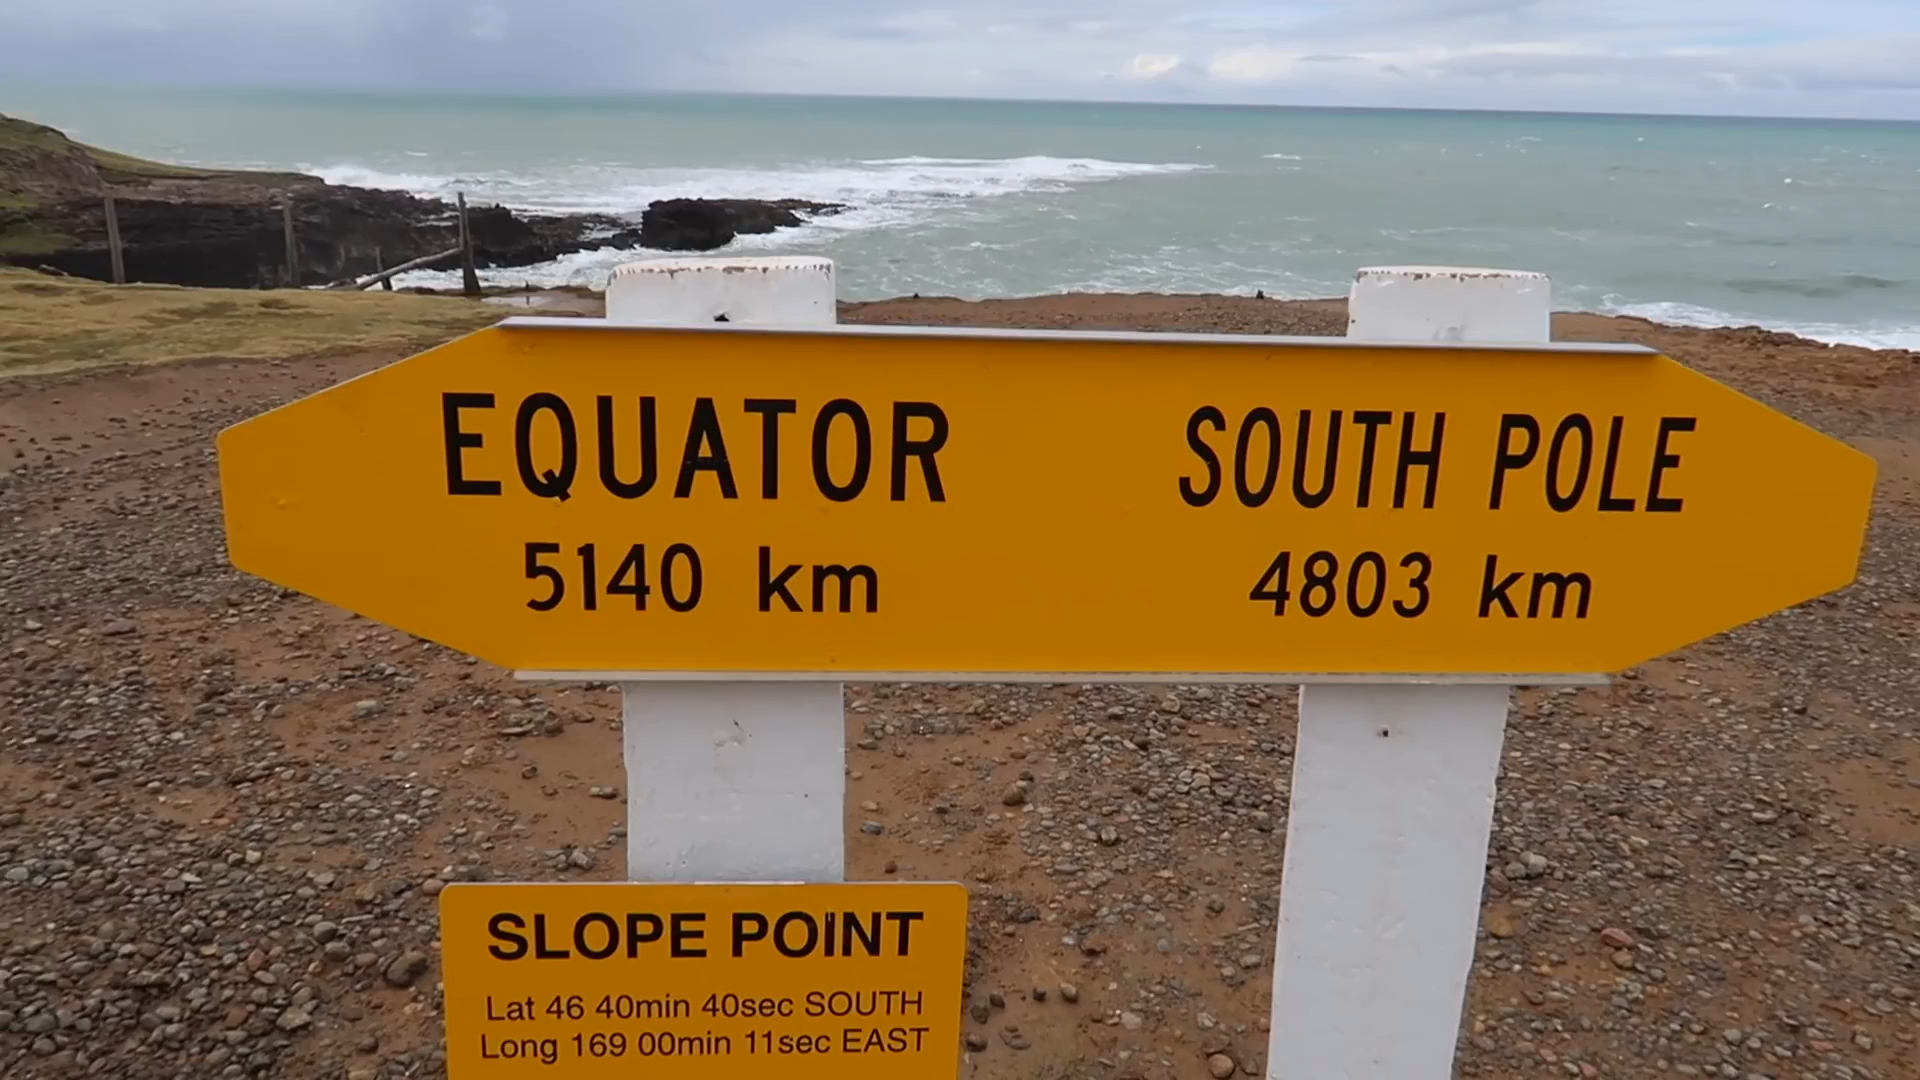 EQUATOR
5140 km
SOUTH POLE
4803 km
SLOPE POINT
Lat 46 40min 40sec SOUTH
Long 169 00min 11sec EAST